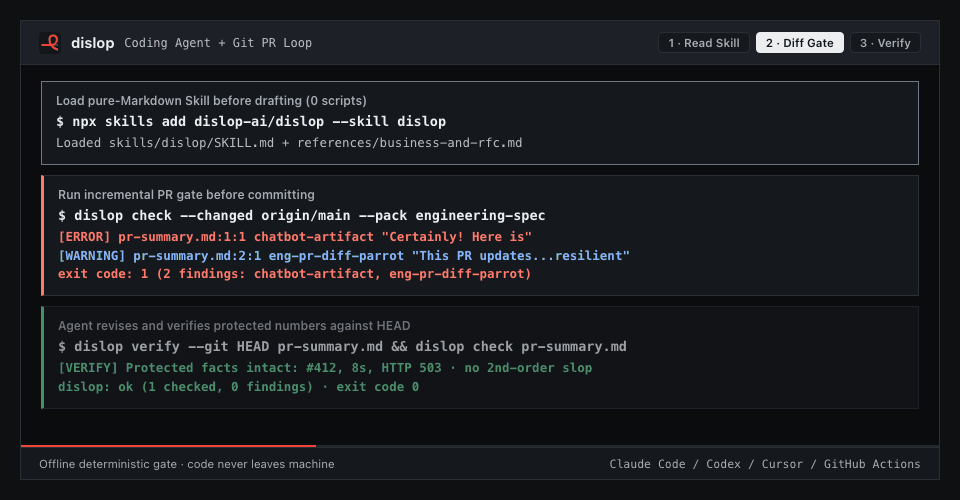 dislop Coding Agent + Git PR Loop 1 · Read Skill 2 · Diff Gate 3 · Verify
Load pure-Markdown Skill before drafting (0 scripts)
$ npx skills add dislop-ai/dislop --skill dislop
Loaded skills/dislop/SKILL.md + references/business-and-rfc.md
Run incremental PR gate before committing
$ dislop check --changed origin/main --pack engineering-spec
[ERROR] pr-summary.md:1:1 chatbot-artifact "Certainly! Here is"
[WARNING] pr-summary.md:2:1 eng-pr-diff-parrot "This PR updates...resilient"
exit code: 1 (2 findings: chatbot-artifact, eng-pr-diff-parrot)
Agent revises and verifies protected numbers against HEAD
$ dislop verify --git HEAD pr-summary.md && dislop check pr-summary.md
[VERIFY] Protected facts intact: #412, 8s, HTTP 503 · no 2nd-order slop
dislop: ok (1 checked, 0 findings) · exit code 0
Offline deterministic gate · code never leaves machine Claude Code / Codex / Cursor / GitHub Actions